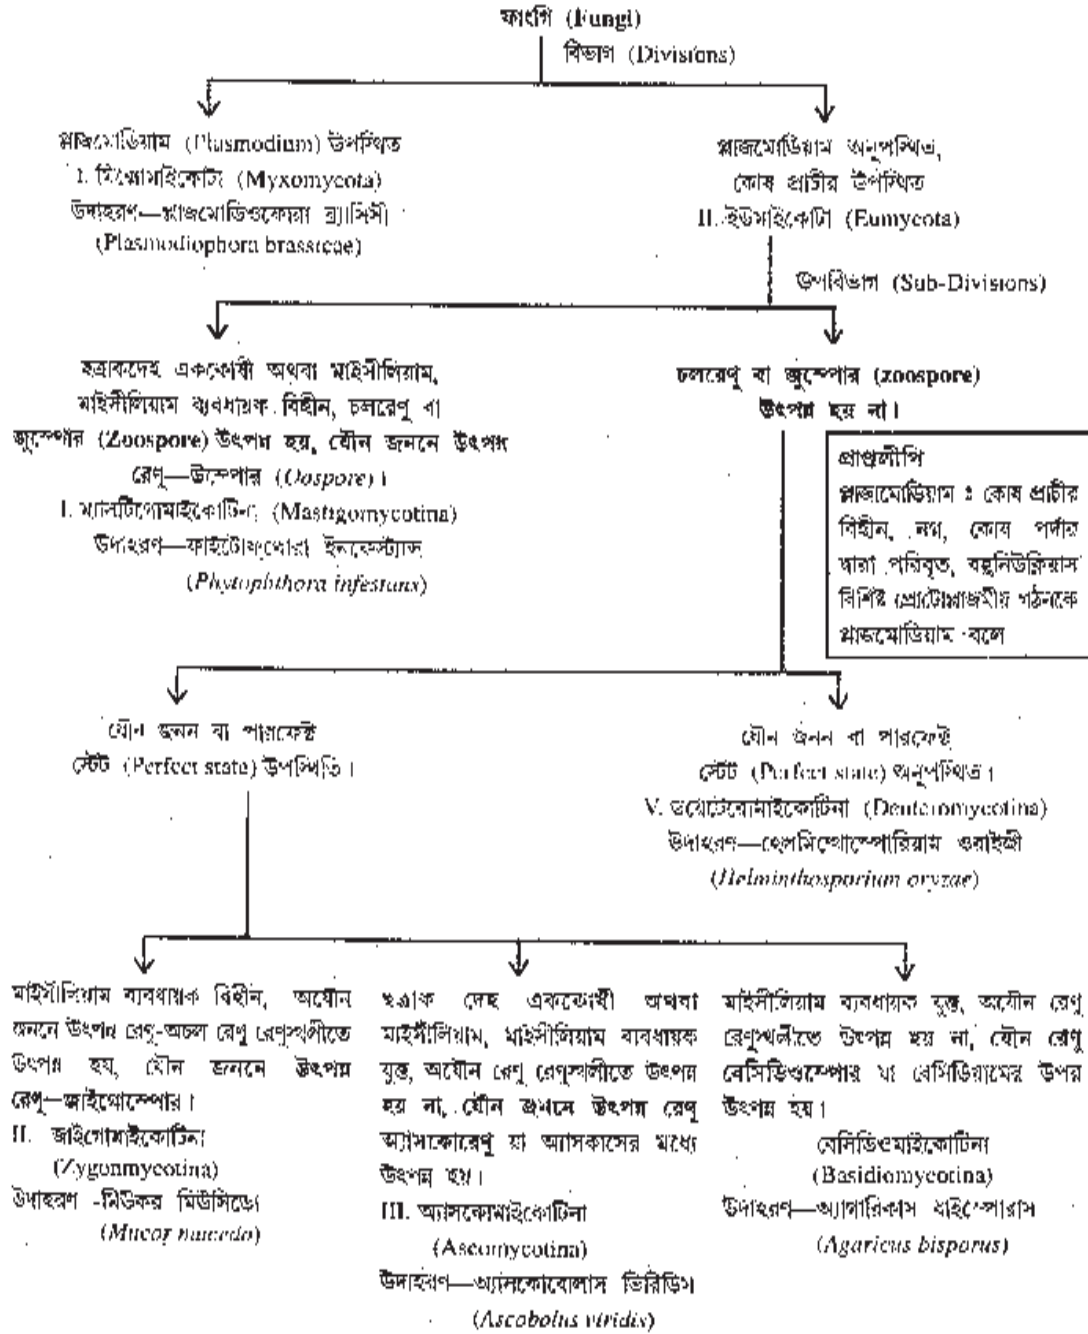 ফাংগি (Fungi)
বিভাগ (Divisions)
প্লাজমোডিয়াম (Plasmodium) উপস্থিত
I. মিক্সোমাইকোটা (Myxomycota)
উদাহরণ—প্লাজমোডিওফোরা ব্র্যাসিসী
(Plasmodiophora brassicae)
প্লাজমোডিয়াম অনুপস্থিত,
কোষ প্রাচীর উপস্থিত
II. ইউমাইকোটা (Eumycota)
উপবিভাগ (Sub-Divisions)
ছত্রাকদেহ এককোষী অথবা মাইসীলিয়াম,
মাইসীলিয়াম ব্যবধায়ক বিহীন, চলরেণু বা
জুস্পোর (Zoospore) উৎপন্ন হয়, যৌন জননে উৎপন্ন
রেণু—উস্পোর (Oospore)।
I. ম্যাসটিগোমাইকোটিনা (Mastigomycotina)
উদাহরণ—ফাইটোফথোরা ইনফেস্ট্যান্স
(Phytophthora infestans)
চলরেণু বা জুস্পোর (zoospore)
উৎপন্ন হয় না।
প্রান্তলীপি
প্লাজামোডিয়াম : কোষ প্রাচীর
বিহীন, নগ্ন, কোষ পর্দার
দ্বারা পরিবৃত, বহুনিউক্লিয়াস
বিশিষ্ট প্রোটোপ্লাজমীয় গঠনকে
প্লাজমোডিয়াম বলে
যৌন জনন বা পারফেক্ট
স্টেট (Perfect state) উপস্থিতি।
যৌন জনন বা পারফেক্ট
স্টেট (Perfect state) অনুপস্থিত।
V. ডয়টেরোমাইকোটিনা (Deuteromycotina)
উদাহরণ—হেলমিন্থোস্পোরিয়াম ওরাইজী
(Helminthosporium oryzae)
মাইসীলিয়াম ব্যবধায়ক বিহীন, অযৌন
জননে উৎপন্ন রেণু-অচল রেণু রেণুস্থলীতে
উৎপন্ন হয়, যৌন জননে উৎপন্ন
রেণু—জাইগোস্পোর।
II. জাইগোমাইকোটিনা
(Zygonmycotina)
উদাহরণ -মিউকর মিউসিডো
(Mucor mucedo)
ছত্রাক দেহ এককোষী অথবা
মাইসীলিয়াম, মাইসীলিয়াম ব্যবধায়ক
যুক্ত, অযৌন রেণু রেণুস্থলীতে উৎপন্ন
হয় না, যৌন জননে উৎপন্ন রেণু
অ্যাসকোরেণু যা অ্যাসকাসের মধ্যে
উৎপন্ন হয়।
III. অ্যাসকোমাইকোটিনা
(Ascomycotina)
উদাহরণ—অ্যাসকোবোলাস ভিরিডিস
(Ascobolus viridis)
মাইসীলিয়াম ব্যবধায়ক যুক্ত, অযৌন রেণু
রেণুস্থলীতে উৎপন্ন হয় না, যৌন রেণু
বেসিডিওস্পোর যা বেসিডিয়ামের উপর
উৎপন্ন হয়।
বেসিডিওমাইকোটিনা
(Basidiomycotina)
উদাহরণ—অ্যাগারিকাস বাইস্পোরাস
(Agaricus bisporus)